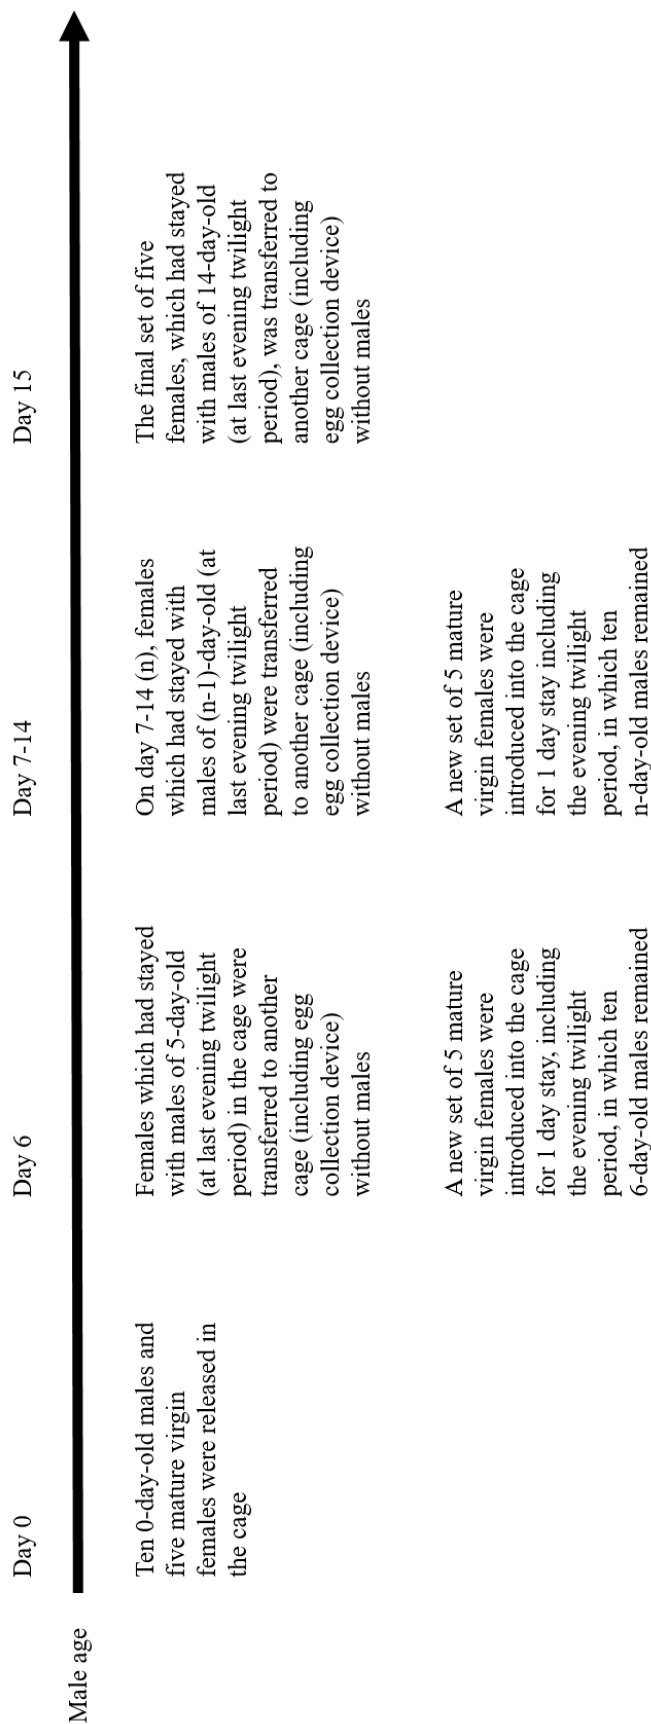 Day 0
Day 6
Day 7-14
Day 15
Male age
Ten 0-day-old males and
five mature virgin
females were released in
the cage
Females which had stayed
with males of 5-day-old
(at last evening twilight
period) in the cage were
transferred to another
cage (including egg
collection device)
without males
A new set of 5 mature
virgin females were
introduced into the cage
for 1 day stay, including
the evening twilight
period, in which ten
6-day-old males remained
On day 7-14 (n), females
which had stayed with
males of (n-1)-day-old (at
last evening twilight
period) were transferred
to another cage (including
egg collection device)
without males
A new set of 5 mature
virgin females were
introduced into the cage
for 1 day stay including
the evening twilight
period, in which ten
n-day-old males remained
The final set of five
females, which had stayed
with males of 14-day-old
(at last evening twilight
period), was transferred to
another cage (including
egg collection device)
without males